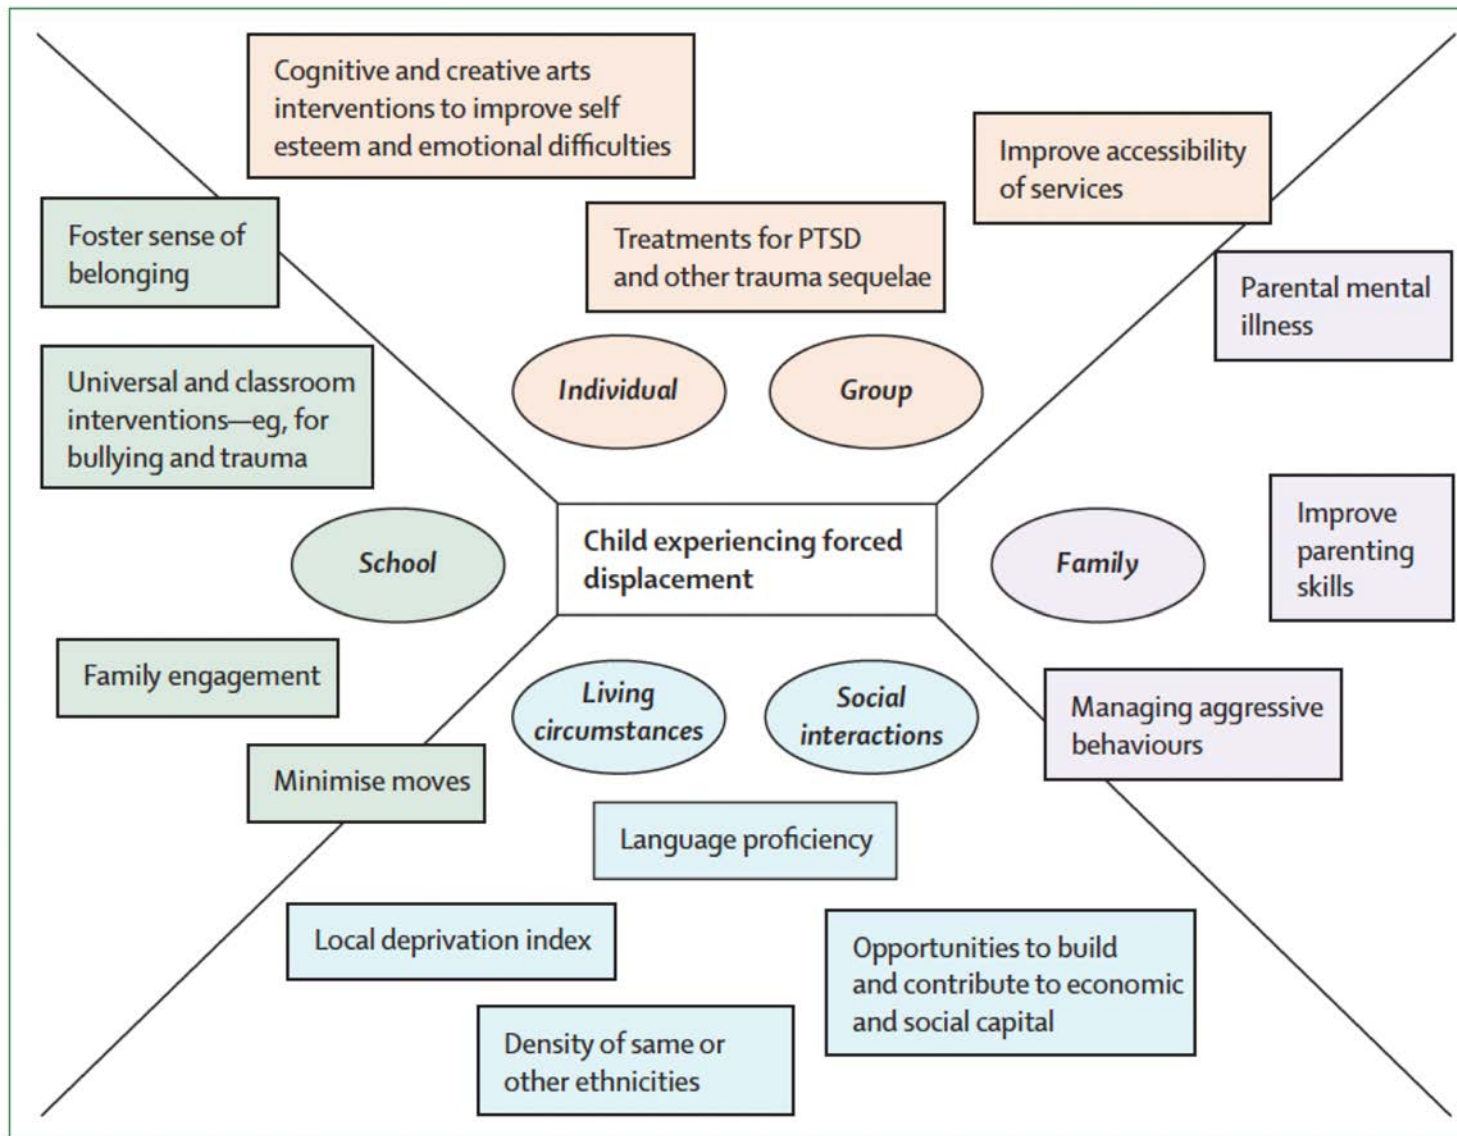 Cognitive and creative arts
interventions to improve self
esteem and emotional difficulties
Improve accessibility
of services
Foster sense of
belonging
Treatments for PTSD
and other trauma sequelae
Parental mental
illness
Universal and classroom
interventions—eg, for
bullying and trauma
Individual
Group
School
Child experiencing forced
displacement
Family
Improve
parenting
skills
Family engagement
Living
circumstances
Social
interactions
Managing aggressive
behaviours
Minimise moves
Language proficiency
Local deprivation index
Opportunities to build
and contribute to economic
and social capital
Density of same or
other ethnicities